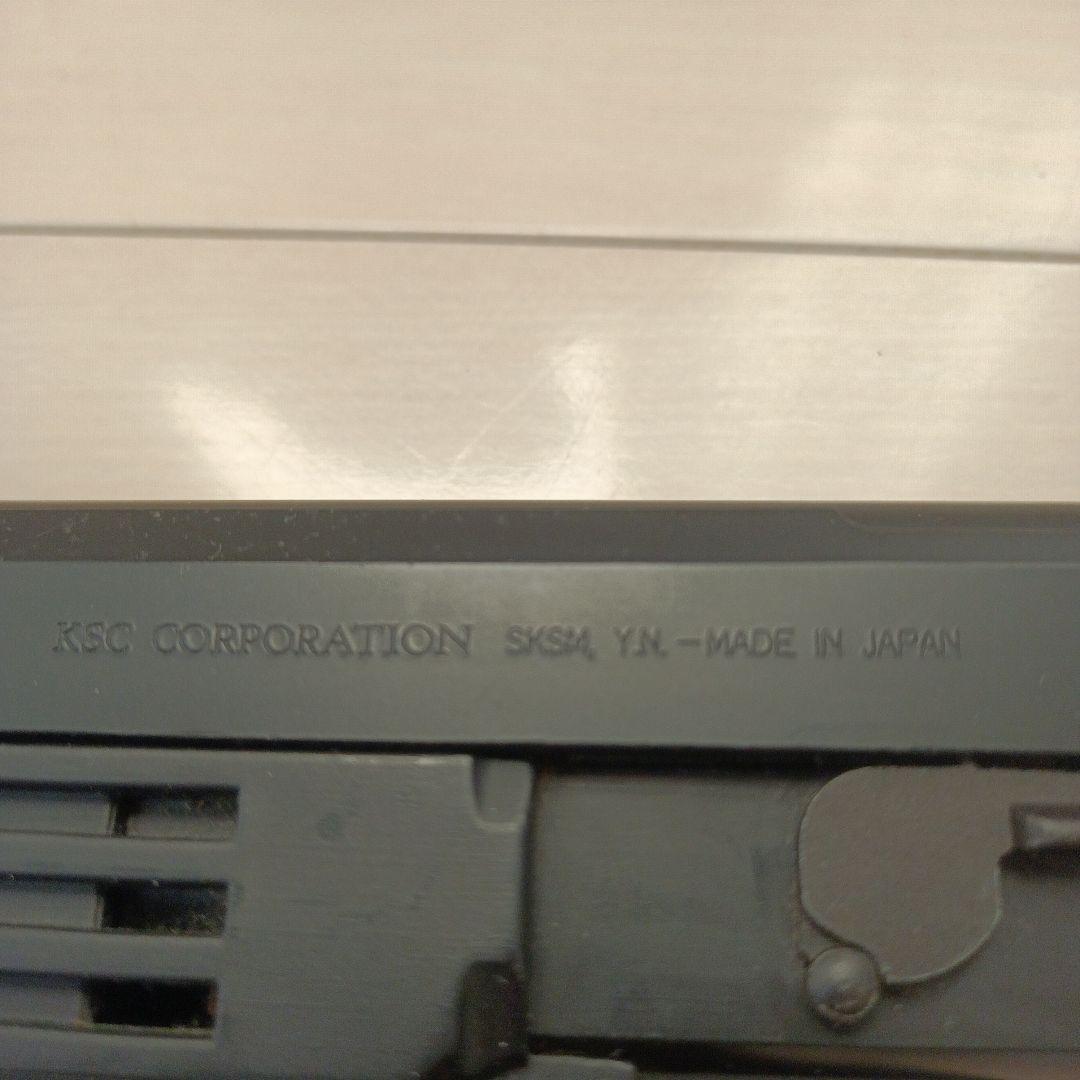 KSC CORPORATION SKSM, Y.N. – MADE IN JAPAN